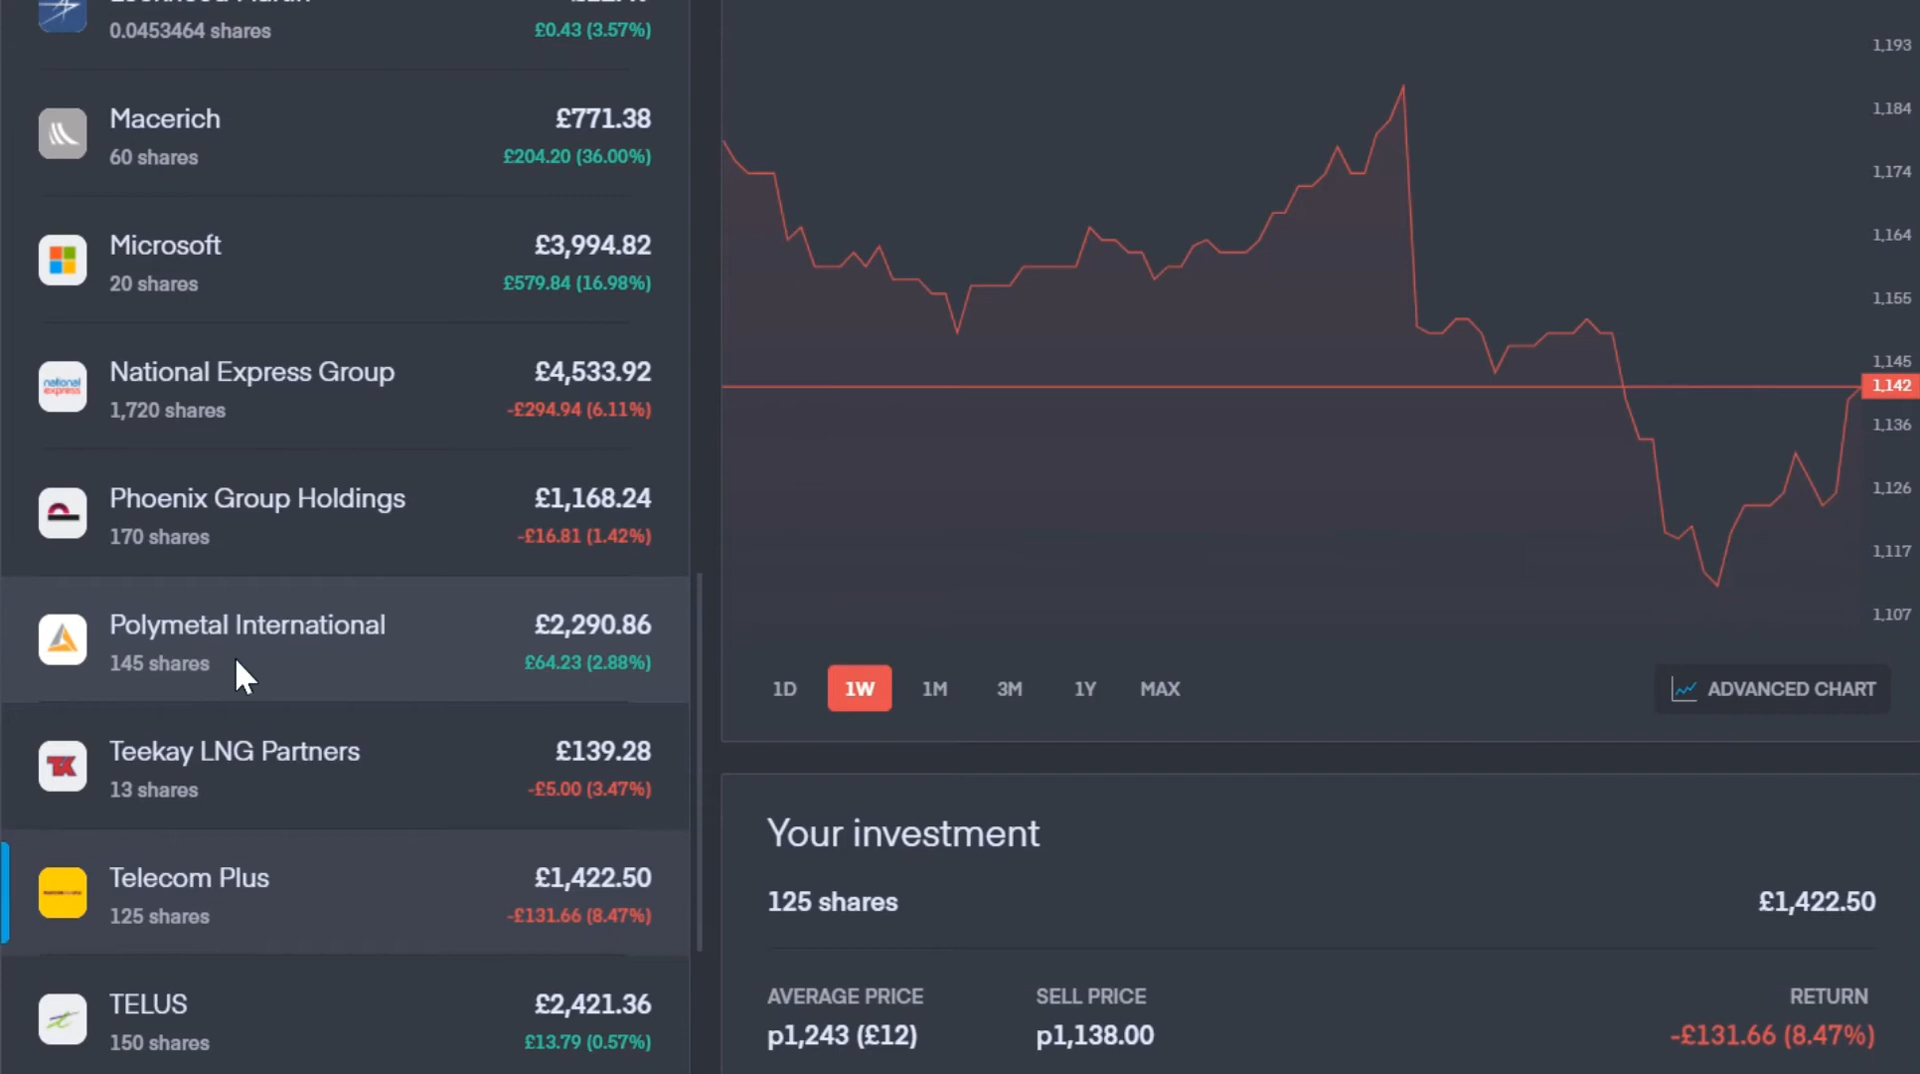 0.0453464 shares
£0.43 (3.57%)
Macerich
£771.38
60 shares
£204.20 (36.00%)
Microsoft
£3,994.82
20 shares
£579.84 (16.98%)
national express
National Express Group
£4,533.92
1,720 shares
-£294.94 (6.11%)
Phoenix Group Holdings
£1,168.24
170 shares
-£16.81 (1.42%)
Polymetal International
£2,290.86
145 shares
£64.23 (2.88%)
TK
Teekay LNG Partners
£139.28
13 shares
-£5.00 (3.47%)
Telecom Plus
£1,422.50
125 shares
-£131.66 (8.47%)
TELUS
£2,421.36
150 shares
£13.79 (0.57%)
1,193
1,184
1,174
1,164
1,155
1,145
1,142
1,136
1,126
1,117
1,107
1D
1W
1M
3M
1Y
MAX
ADVANCED CHART
Your investment
125 shares
£1,422.50
AVERAGE PRICE
SELL PRICE
RETURN
p1,243 (£12)
p1,138.00
-£131.66 (8.47%)